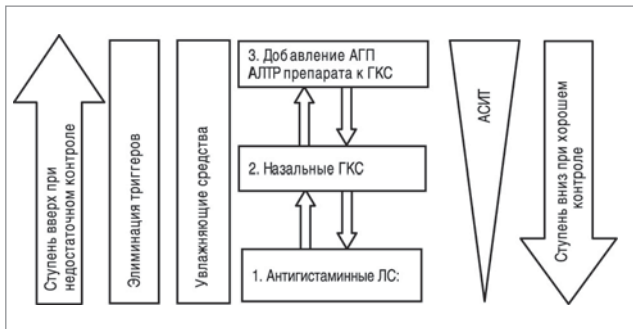 Ступень вверх при
недостаточном контроле
Элиминация триггеров
Увлажняющие средства
3. Добавление АГП
АЛТР препарата к ГКС
2. Назальные ГКС
1. Антигистаминные ЛС:
АСИТ
Ступень вниз при хорошем
контроле